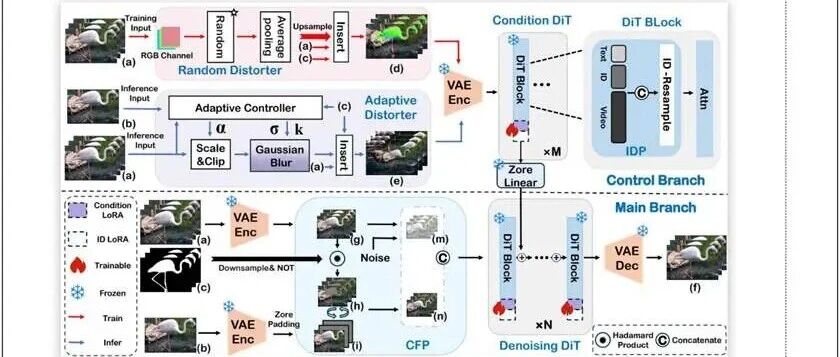 Training Input
(a)
RGB Channel
Random
Average pooling
Upsample
(a)
(c)
Insert
(d)
Random Distorter
Inference Input
(b)
Inference Input
(a)
Adaptive Controller
(c)
Adaptive Distorter
α
σ
k
Scale &Clip
Gaussian Blur
(a)
Insert
(e)
VAE Enc
Condition DiT
DiT Block
×M
Zore Linear
DiT BLock
Text
ID
Video
C
ID-Resample
IDP
Attn
Control Branch
Main Branch
Condition LoRA
ID LoRA
Trainable
Frozen
Train
Infer
(a)
VAE Enc
(c)
Downsample& NOT
(b)
VAE Enc
Zore Padding
(g)
Noise
(h)
(i)
(m)
(n)
C
CFP
DiT Block
DiT Block
×N
Denoising DiT
VAE Dec
(f)
Hadamard Product
C Concatenate